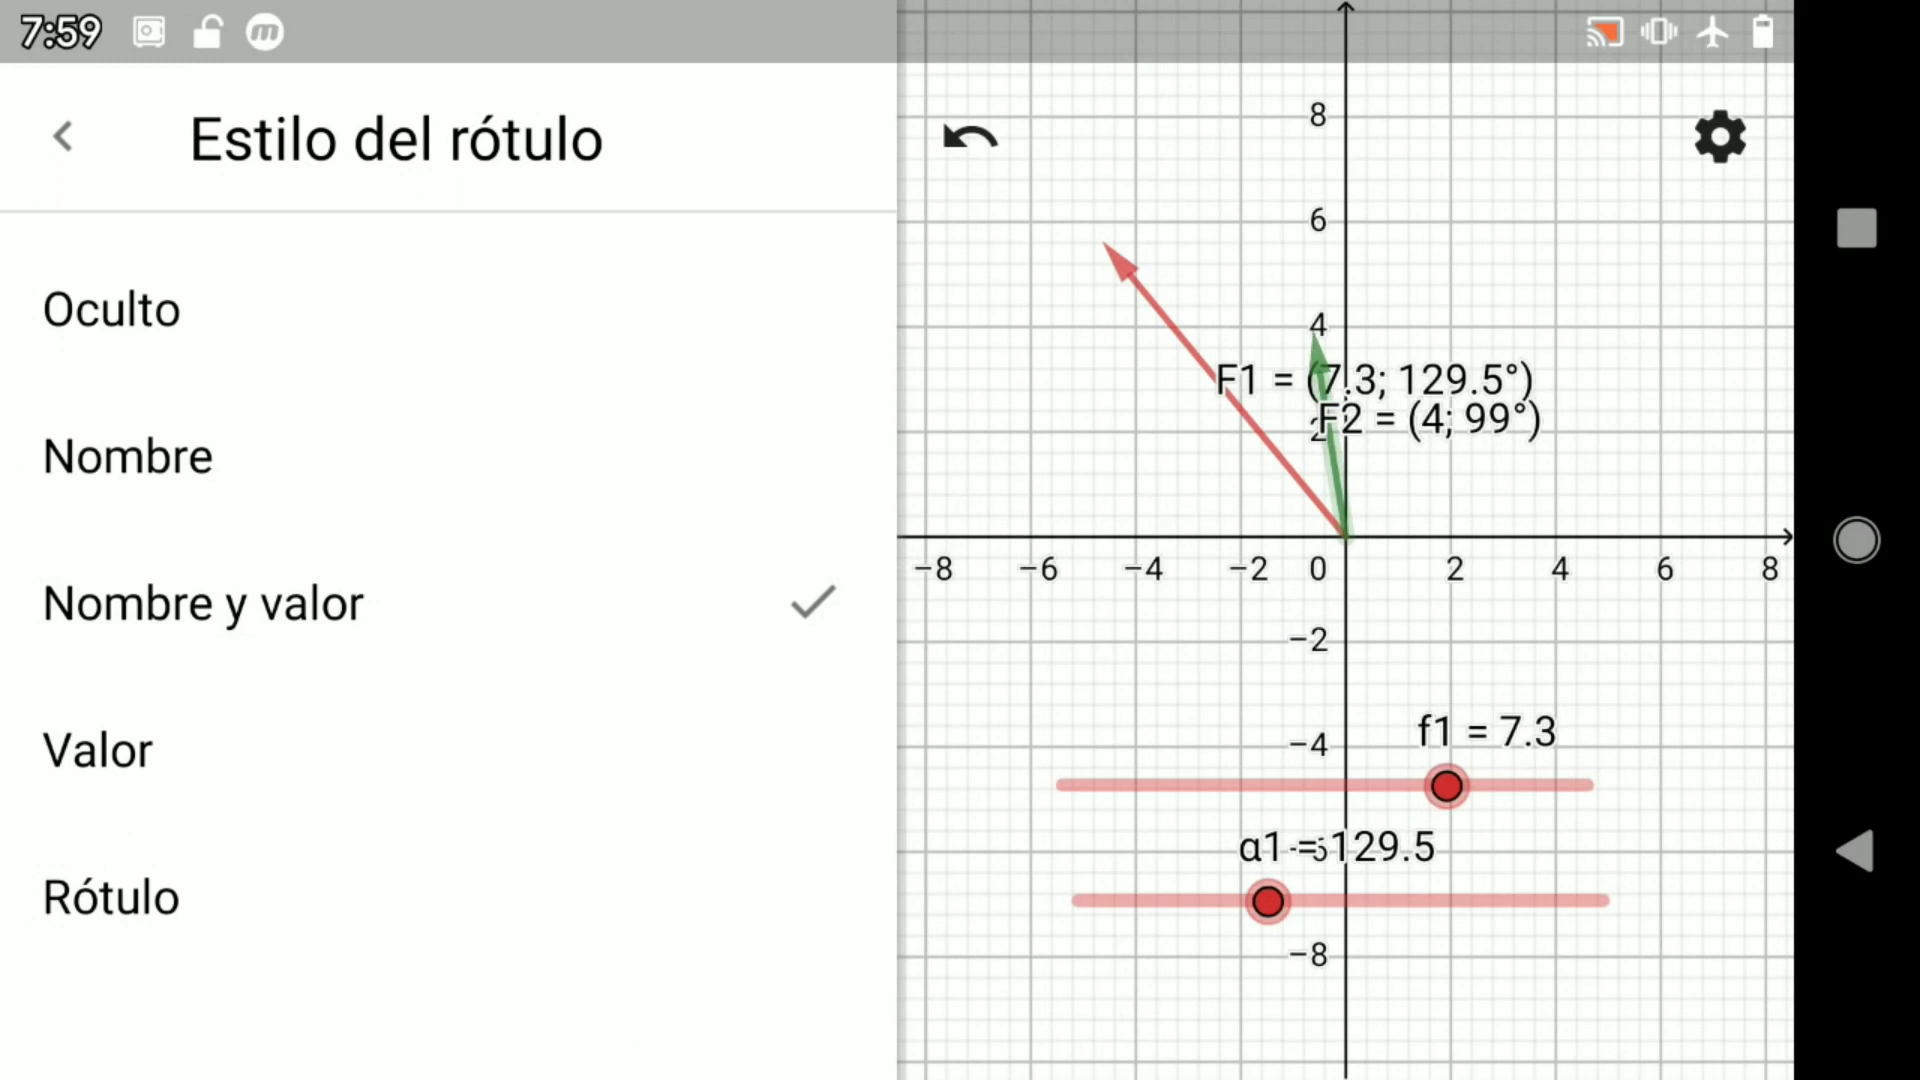 7:59
Estilo del rótulo
Oculto
Nombre
Nombre y valor
Valor
Rótulo
8
6
4
F1 = (7.3; 129.5°)
F2 = (4; 99°)
2
−8 −6 −4 −2 0 2 4 6 8
−2
f1 = 7.3
−4
α1 = 129.5
−8